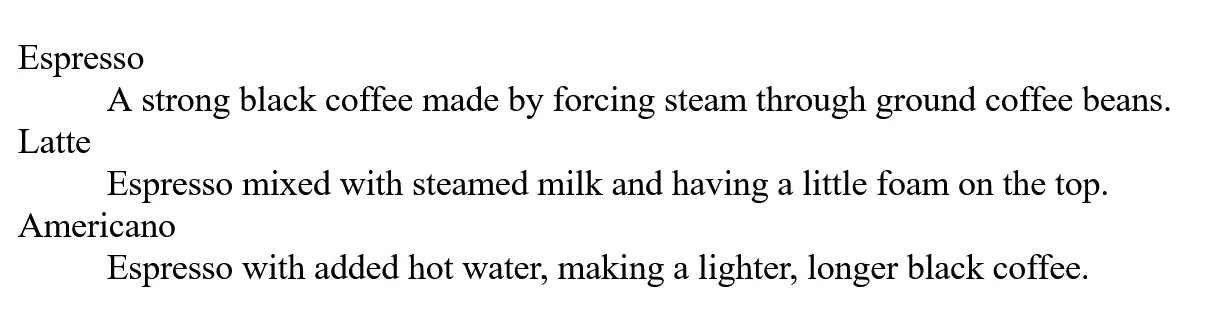 Espresso
A strong black coffee made by forcing steam through ground coffee beans.
Latte
Espresso mixed with steamed milk and having a little foam on the top.
Americano
Espresso with added hot water, making a lighter, longer black coffee.